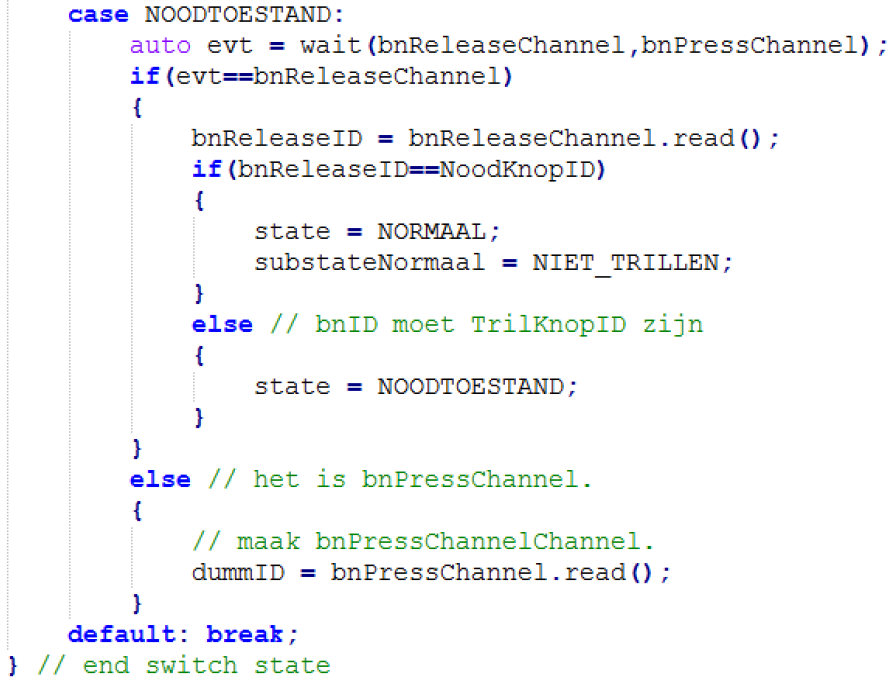 case NOODTOESTAND:
auto evt = wait(bnReleaseChannel,bnPressChannel);
if(evt==bnReleaseChannel)
{
bnReleaseID = bnReleaseChannel.read();
if(bnReleaseID==NoodKnopID)
{
state = NORMAAL;
substateNormaal = NIET_TRILLEN;
}
else // bnID moet TrilKnopID zijn
{
state = NOODTOESTAND;
}
}
else // het is bnPressChannel.
{
// maak bnPressChannelChannel.
dummID = bnPressChannel.read();
}
default: break;
} // end switch state